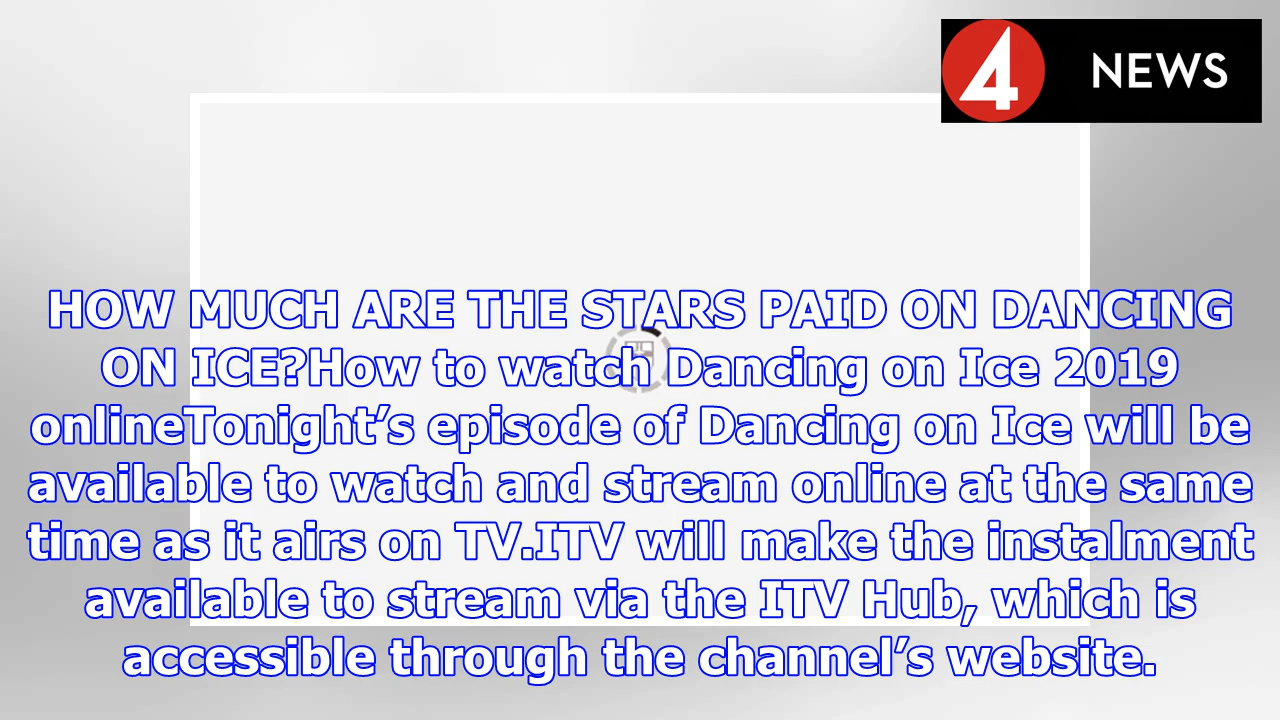 4 NEWS
HOW MUCH ARE THE STARS PAID ON DANCING
ON ICE?How to watch Dancing on Ice 2019
onlineTonight’s episode of Dancing on Ice will be
available to watch and stream online at the same
time as it airs on TV.ITV will make the instalment
available to stream via the ITV Hub, which is
accessible through the channel’s website.